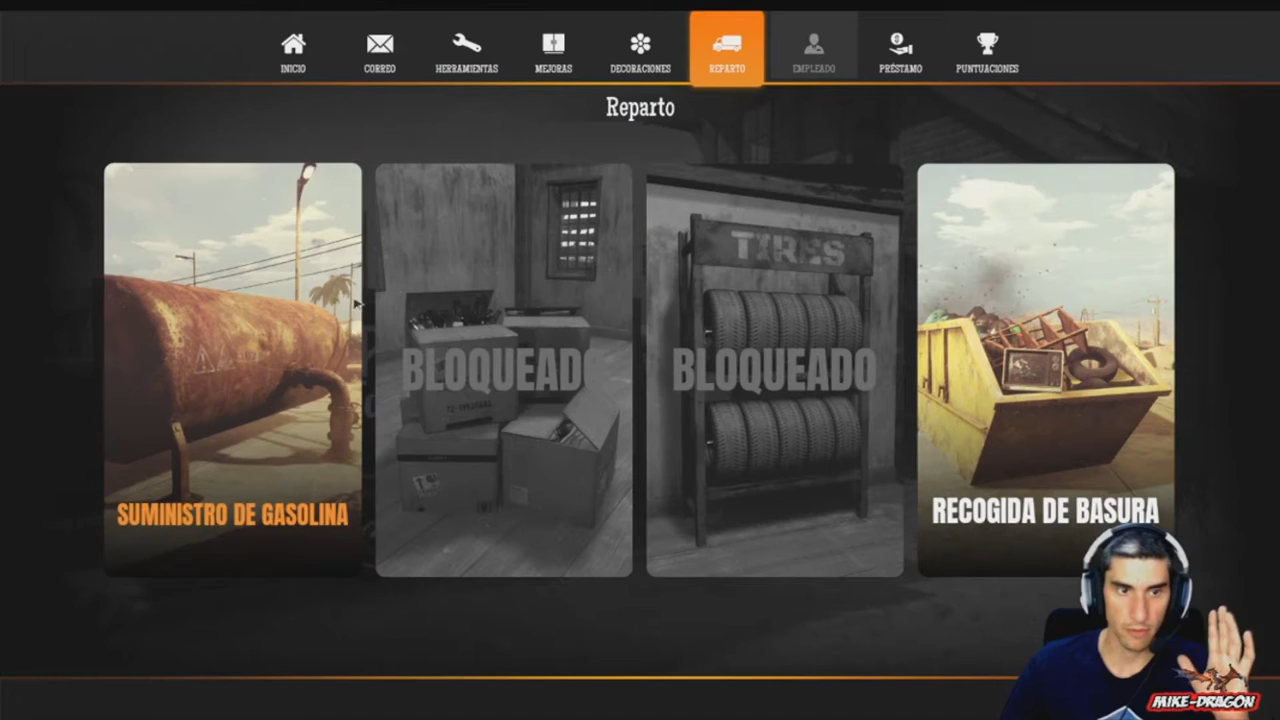 INICIO
CORREO
HERRAMIENTAS
MEJORAS
DECORACIONES
REPARTO
EMPLEADO
PRÉSTAMO
PUNTUACIONES
Reparto
TIRES
BLOQUEADO
BLOQUEADO
SUMINISTRO DE GASOLINA
RECOGIDA DE BASURA
MIKE-DRAGON